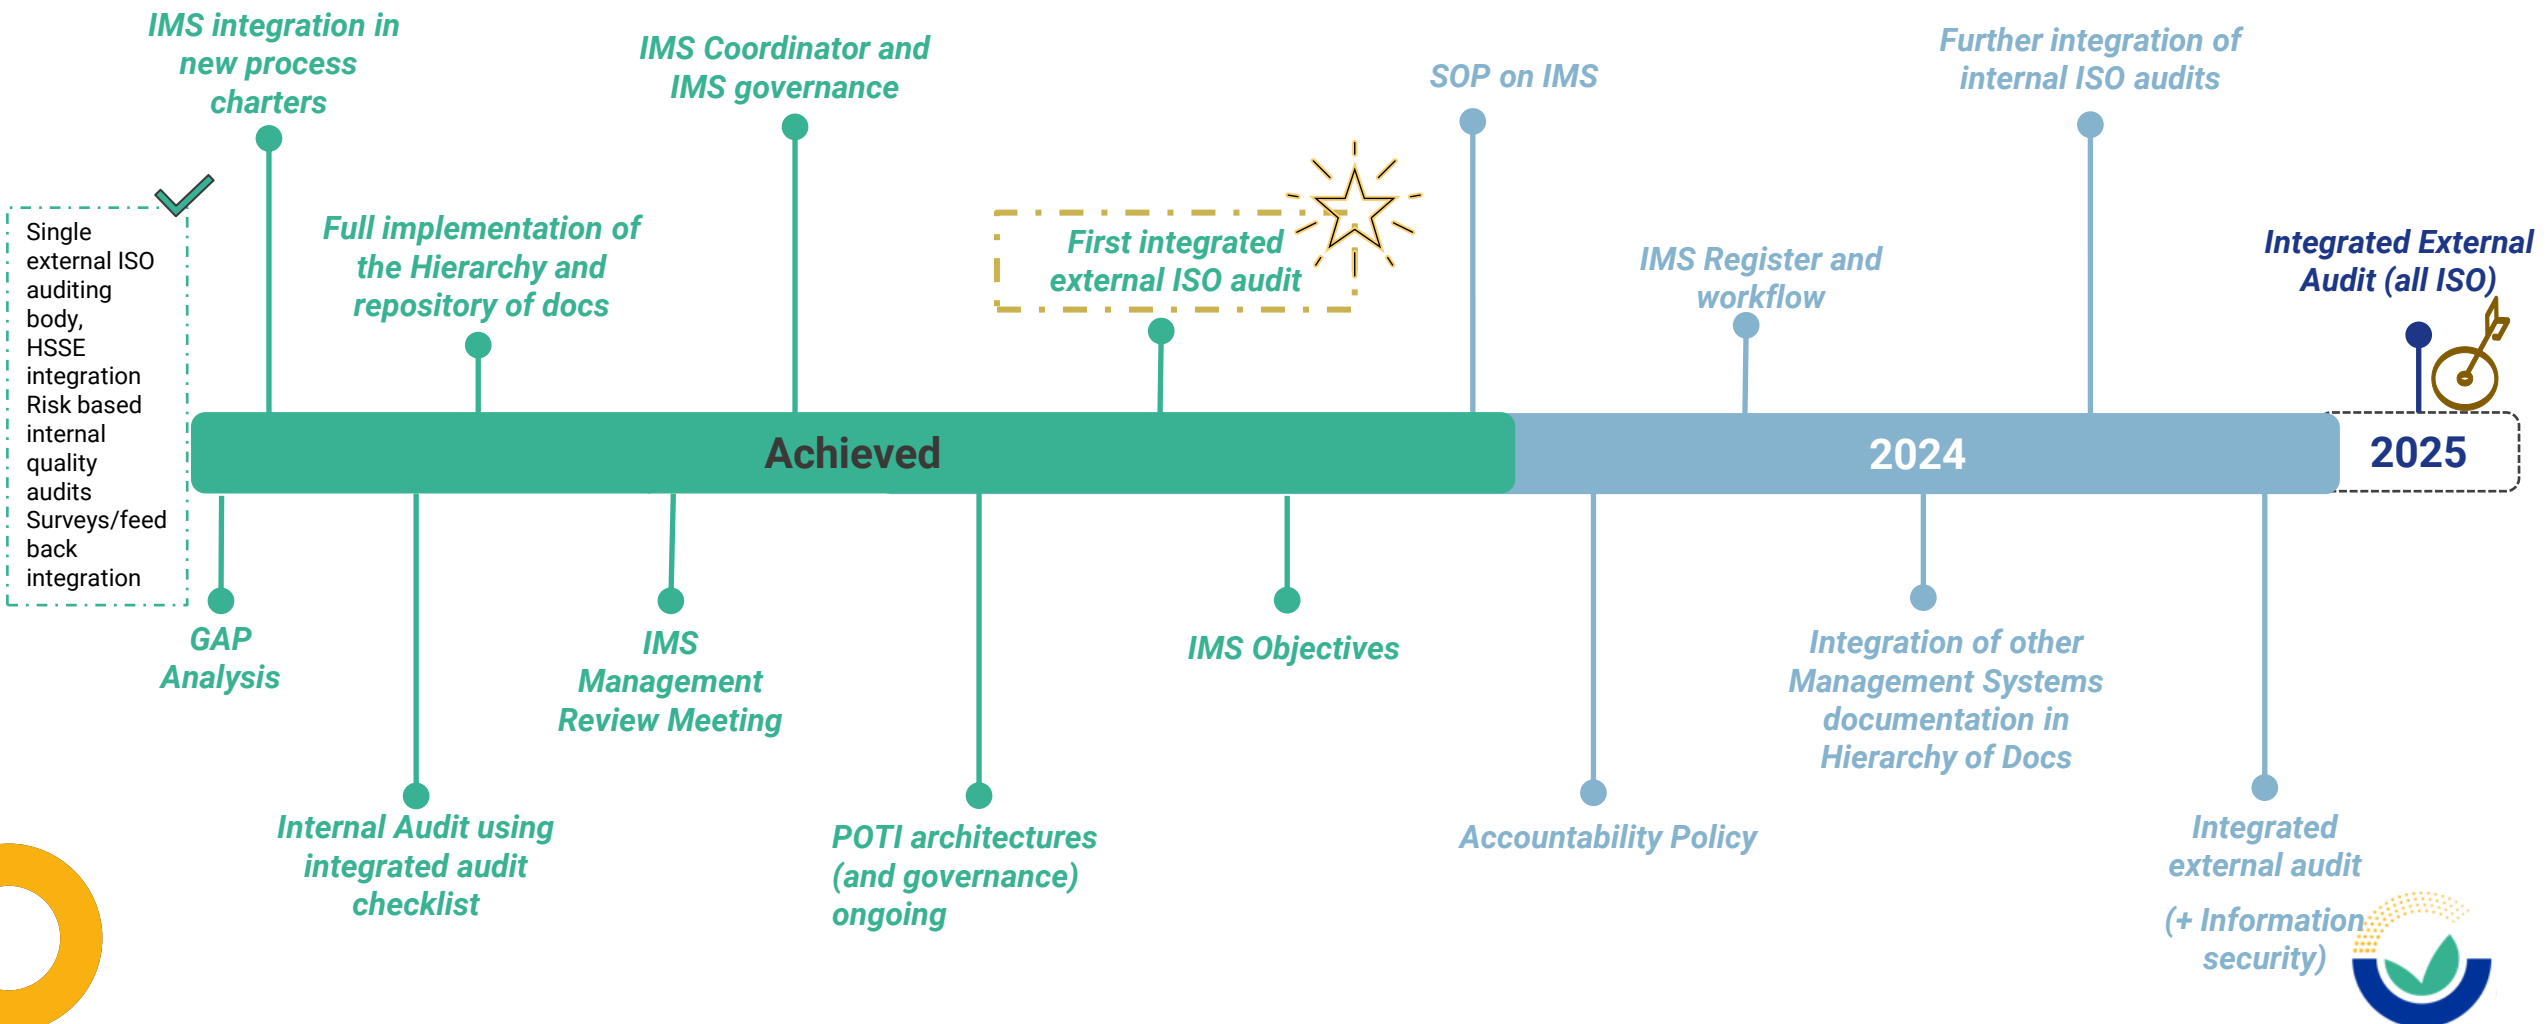 IMS integration in
new process
charters
IMS Coordinator and
IMS governance
SOP on IMS
Further integration of
internal ISO audits
Single
external ISO
auditing
body,
HSSE
integration
Risk based
internal
quality
audits
Surveys/feed
back
integration
Full implementation of
the Hierarchy and
repository of docs
First integrated
external ISO audit
IMS Register and
workflow
Integrated External
Audit (all ISO)
Achieved
2024
2025
GAP
Analysis
Internal Audit using
integrated audit
checklist
IMS
Management
Review Meeting
POTI architectures
(and governance)
ongoing
IMS Objectives
Accountability Policy
Integration of other
Management Systems
documentation in
Hierarchy of Docs
Integrated
external audit
(+ Information
security)